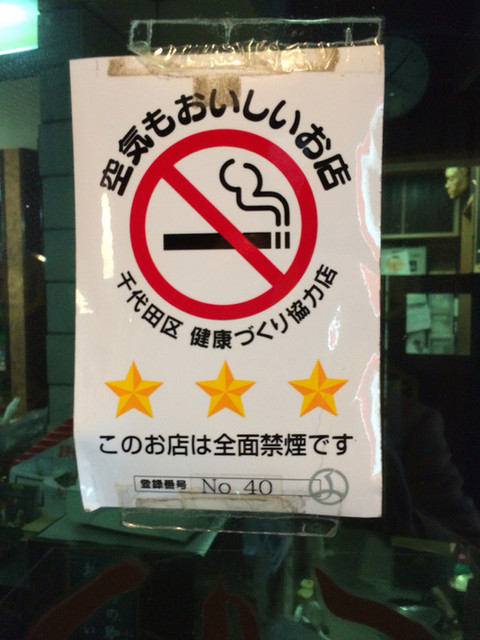 空気もおいしいお店
千代田区 健康づくり協力店
このお店は全面禁煙です
登録番号 No. 40